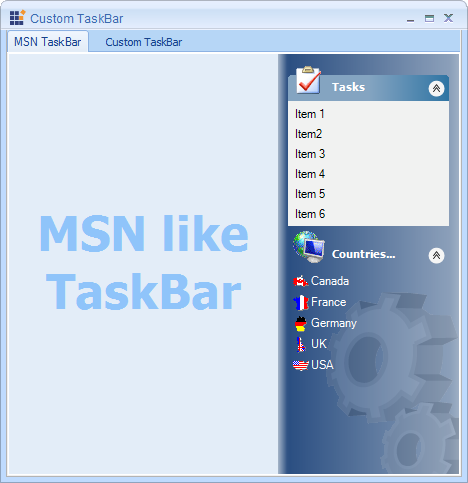 Custom TaskBar
MSN TaskBar
Custom TaskBar
MSN like
TaskBar
Tasks
Item 1
Item2
Item 3
Item 4
Item 5
Item 6
Countries...
Canada
France
Germany
UK
USA